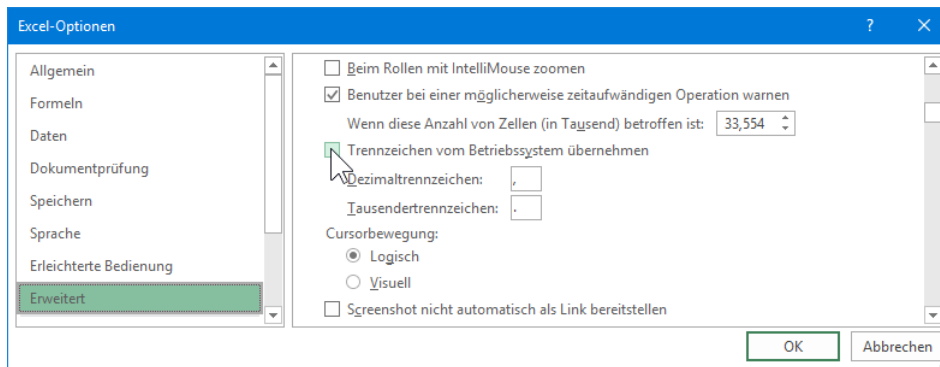 Excel-Optionen
?
Allgemein
Formeln
Daten
Dokumentprüfung
Speichern
Sprache
Erleichterte Bedienung
Erweitert
Beim Rollen mit IntelliMouse zoomen
Benutzer bei einer möglicherweise zeitaufwändigen Operation warnen
Wenn diese Anzahl von Zellen (in Tausend) betroffen ist: 33,554
Trennzeichen vom Betriebssystem übernehmen
Dezimaltrennzeichen: ,
Tausendertrennzeichen: .
Cursorbewegung:
Logisch
Visuell
Screenshot nicht automatisch als Link bereitstellen
OK
Abbrechen